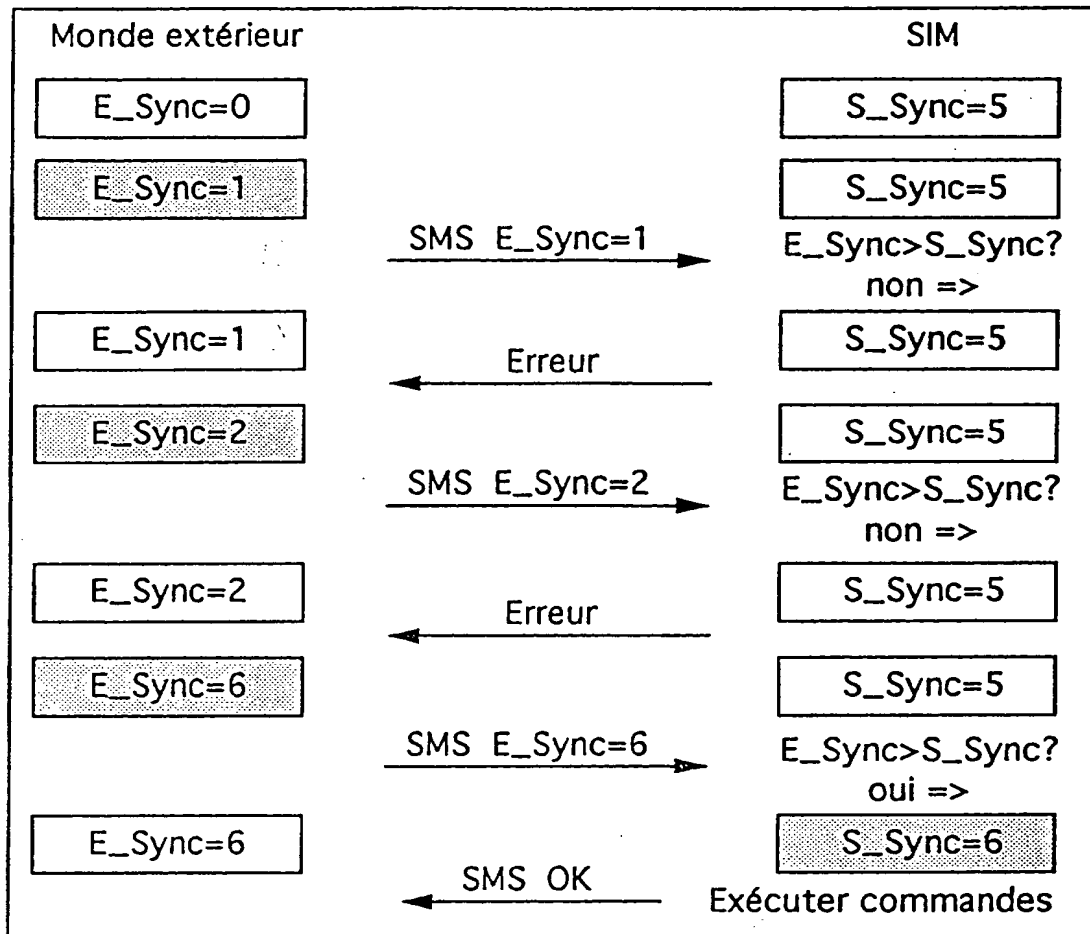 Monde extérieur SIM
E_Sync=0 S_Sync=5
E_Sync=1 S_Sync=5
SMS E_Sync=1 E_Sync>S_Sync?
non =>
E_Sync=1 S_Sync=5
Erreur
E_Sync=2 S_Sync=5
SMS E_Sync=2 E_Sync>S_Sync?
non =>
E_Sync=2 S_Sync=5
Erreur
E_Sync=6 S_Sync=5
SMS E_Sync=6 E_Sync>S_Sync?
oui =>
E_Sync=6 S_Sync=6
SMS OK Exécuter commandes